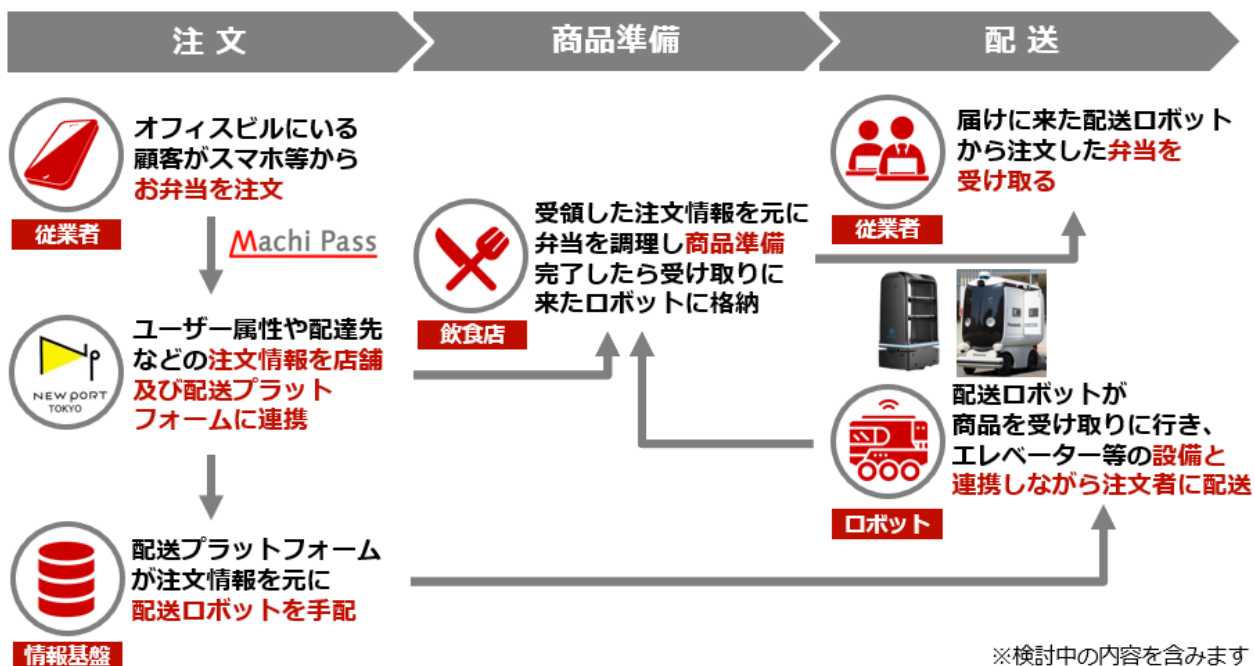 注 文
商品準備
配 送
オフィスビルにいる
顧客がスマホ等から
お弁当を注文
従業者
Machi Pass
NEW PORT
TOKYO
ユーザー属性や配達先
などの注文情報を店舗
及び配送プラット
フォームに連携
配送プラットフォーム
が注文情報を元に
配送ロボットを手配
情報基盤
受領した注文情報を元に
弁当を調理し商品準備
完了したら受け取りに
来たロボットに格納
飲食店
届けに来た配送ロボット
から注文した弁当を
受け取る
従業者
配送ロボットが
商品を受け取りに行き、
エレベーター等の設備と
連携しながら注文者に配送
ロボット
※検討中の内容を含みます